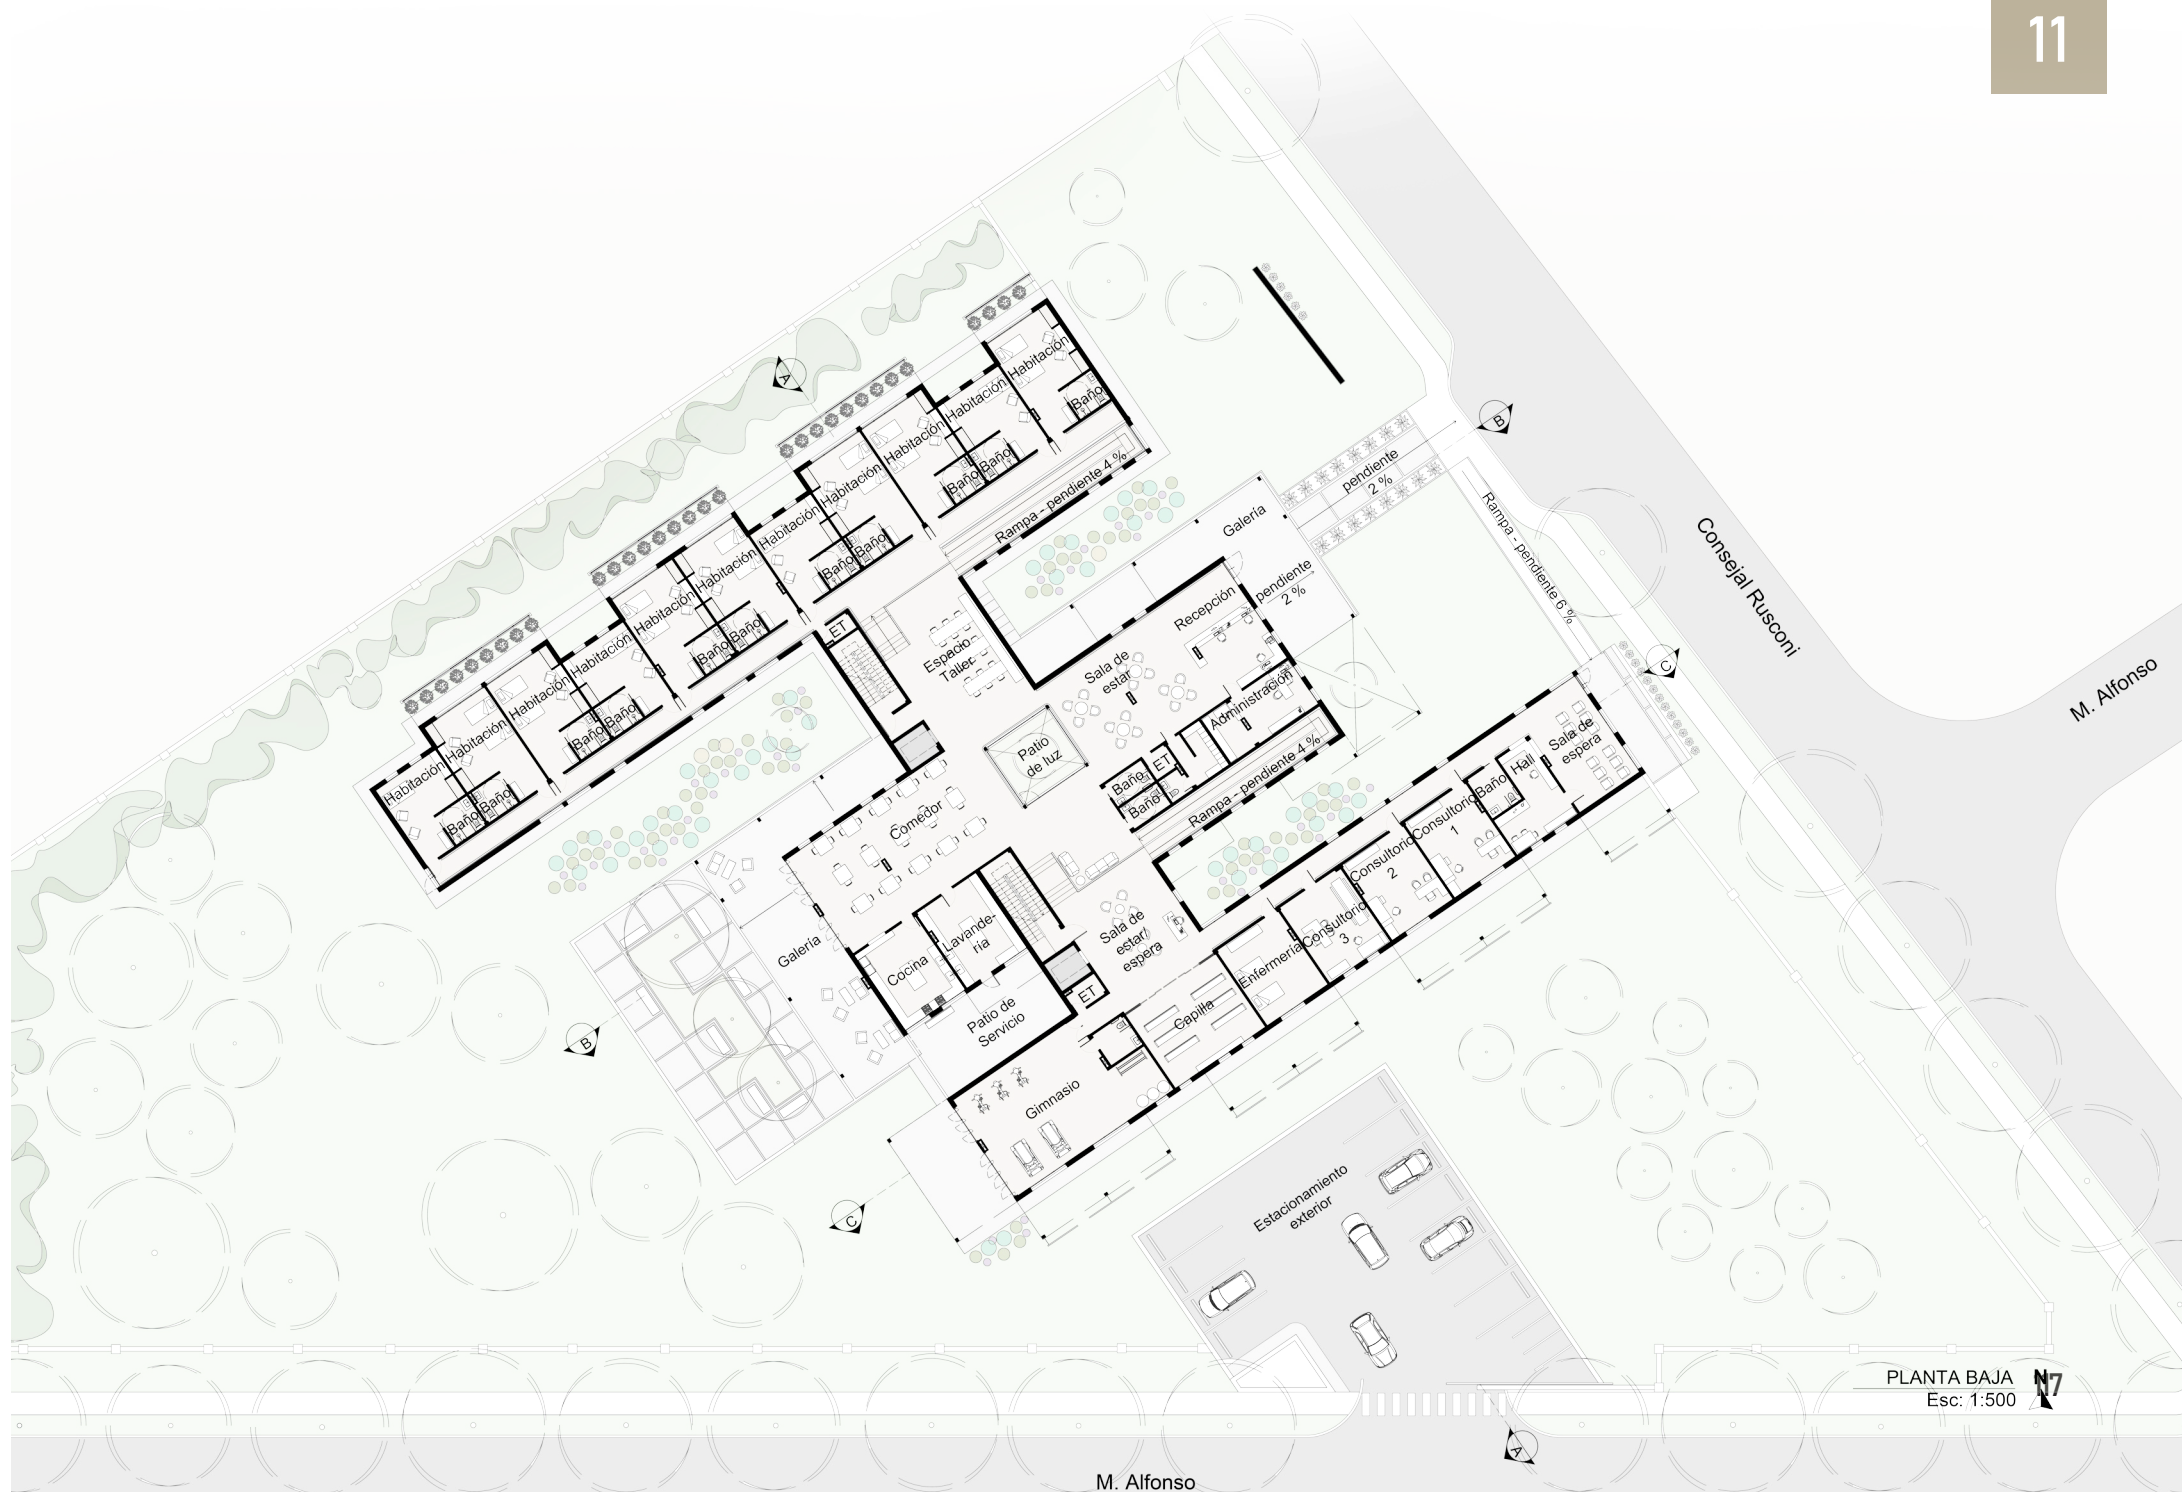 11
A
Habitación
Baño
Habitación
Baño
Habitación
Baño
Rampa - pendiente 4 %
Habitación
Baño
Habitación
Baño
Habitación
Baño
Habitación
Baño
Habitación
Baño
Habitación
Baño
Habitación
Baño
Habitación
Baño
B
pendiente
2 %
Rampa - pendiente 6 %
Galería
pendiente
2 %
Recepción
Consejal Rusconi
M. Alfonso
C
ET
Espacio
Taller
Sala de
estar
Administración
Patio
de luz
ET
Baño
Baño
Rampa - pendiente 4 %
Sala de
espera
Hall
Baño
Consultorio
1
Consultorio
2
Consultorio
3
Enfermería
Capilla
Comedor
Lavande-
ría
Cocina
Galería
Sala de
estar/
espera
ET
Patio de
Servicio
Gimnasio
B
C
Estacionamiento
exterior
PLANTA BAJA
Esc: 1:500
N
117
A
M. Alfonso